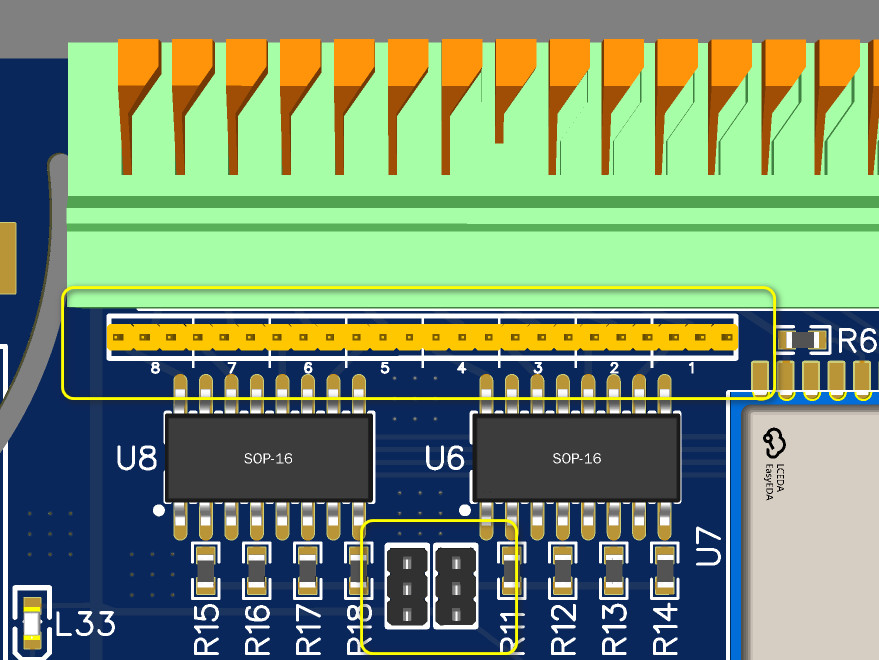 R6
8 7 6 5 4 3 2 1
U8 SOP-16 U6 SOP-16
LCEDA
EasyEDA
U7
R15 R16 R17 R18 R11 R12 R13 R14
L33